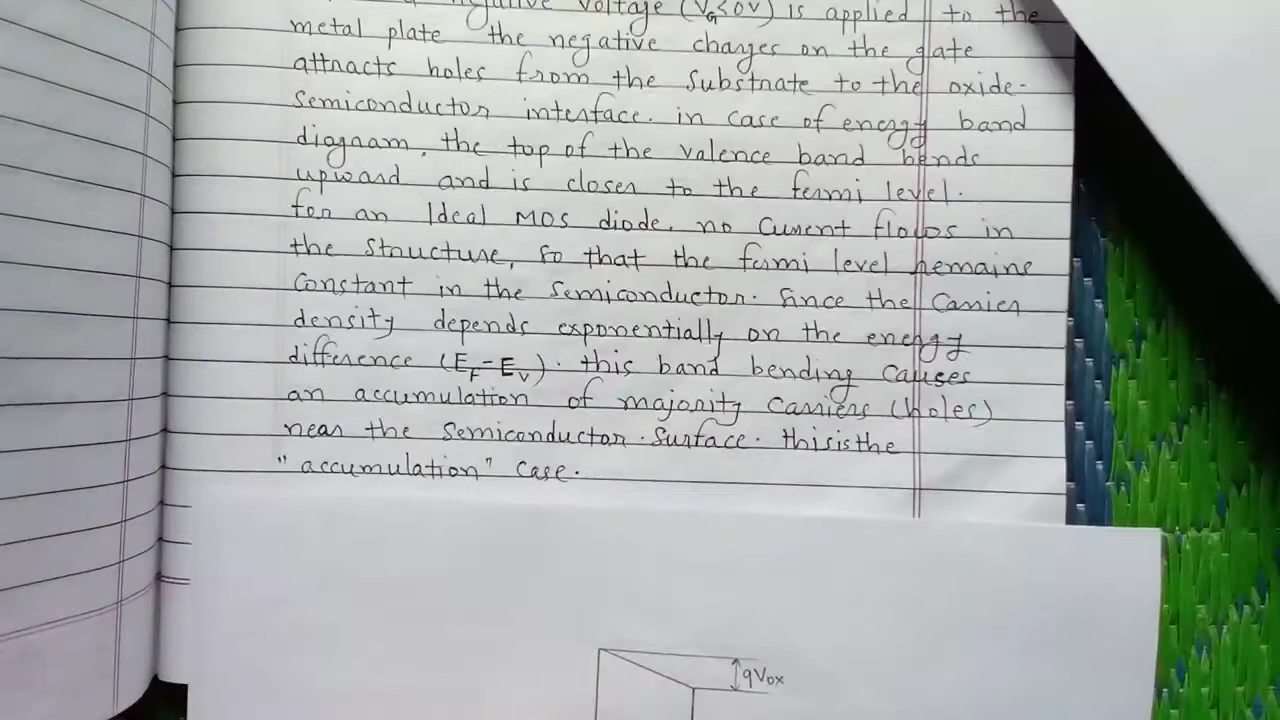 negative voltage (VG<0V) is applied to the
metal plate the negative charges on the gate
attracts holes from the substrate to the oxide-
semiconductor interface. in case of energy band
diagram, the top of the valence band bends
upward and is closer to the fermi level.
for an Ideal MOS diode, no current flows in
the structure, so that the fermi level remains
constant in the semiconductor. Since the carrier
density depends exponentially on the energy
difference (EF-EV). this band bending causes
an accumulation of majority carriers (holes)
near the semiconductor. surface. this is the
"accumulation" case.
qVox